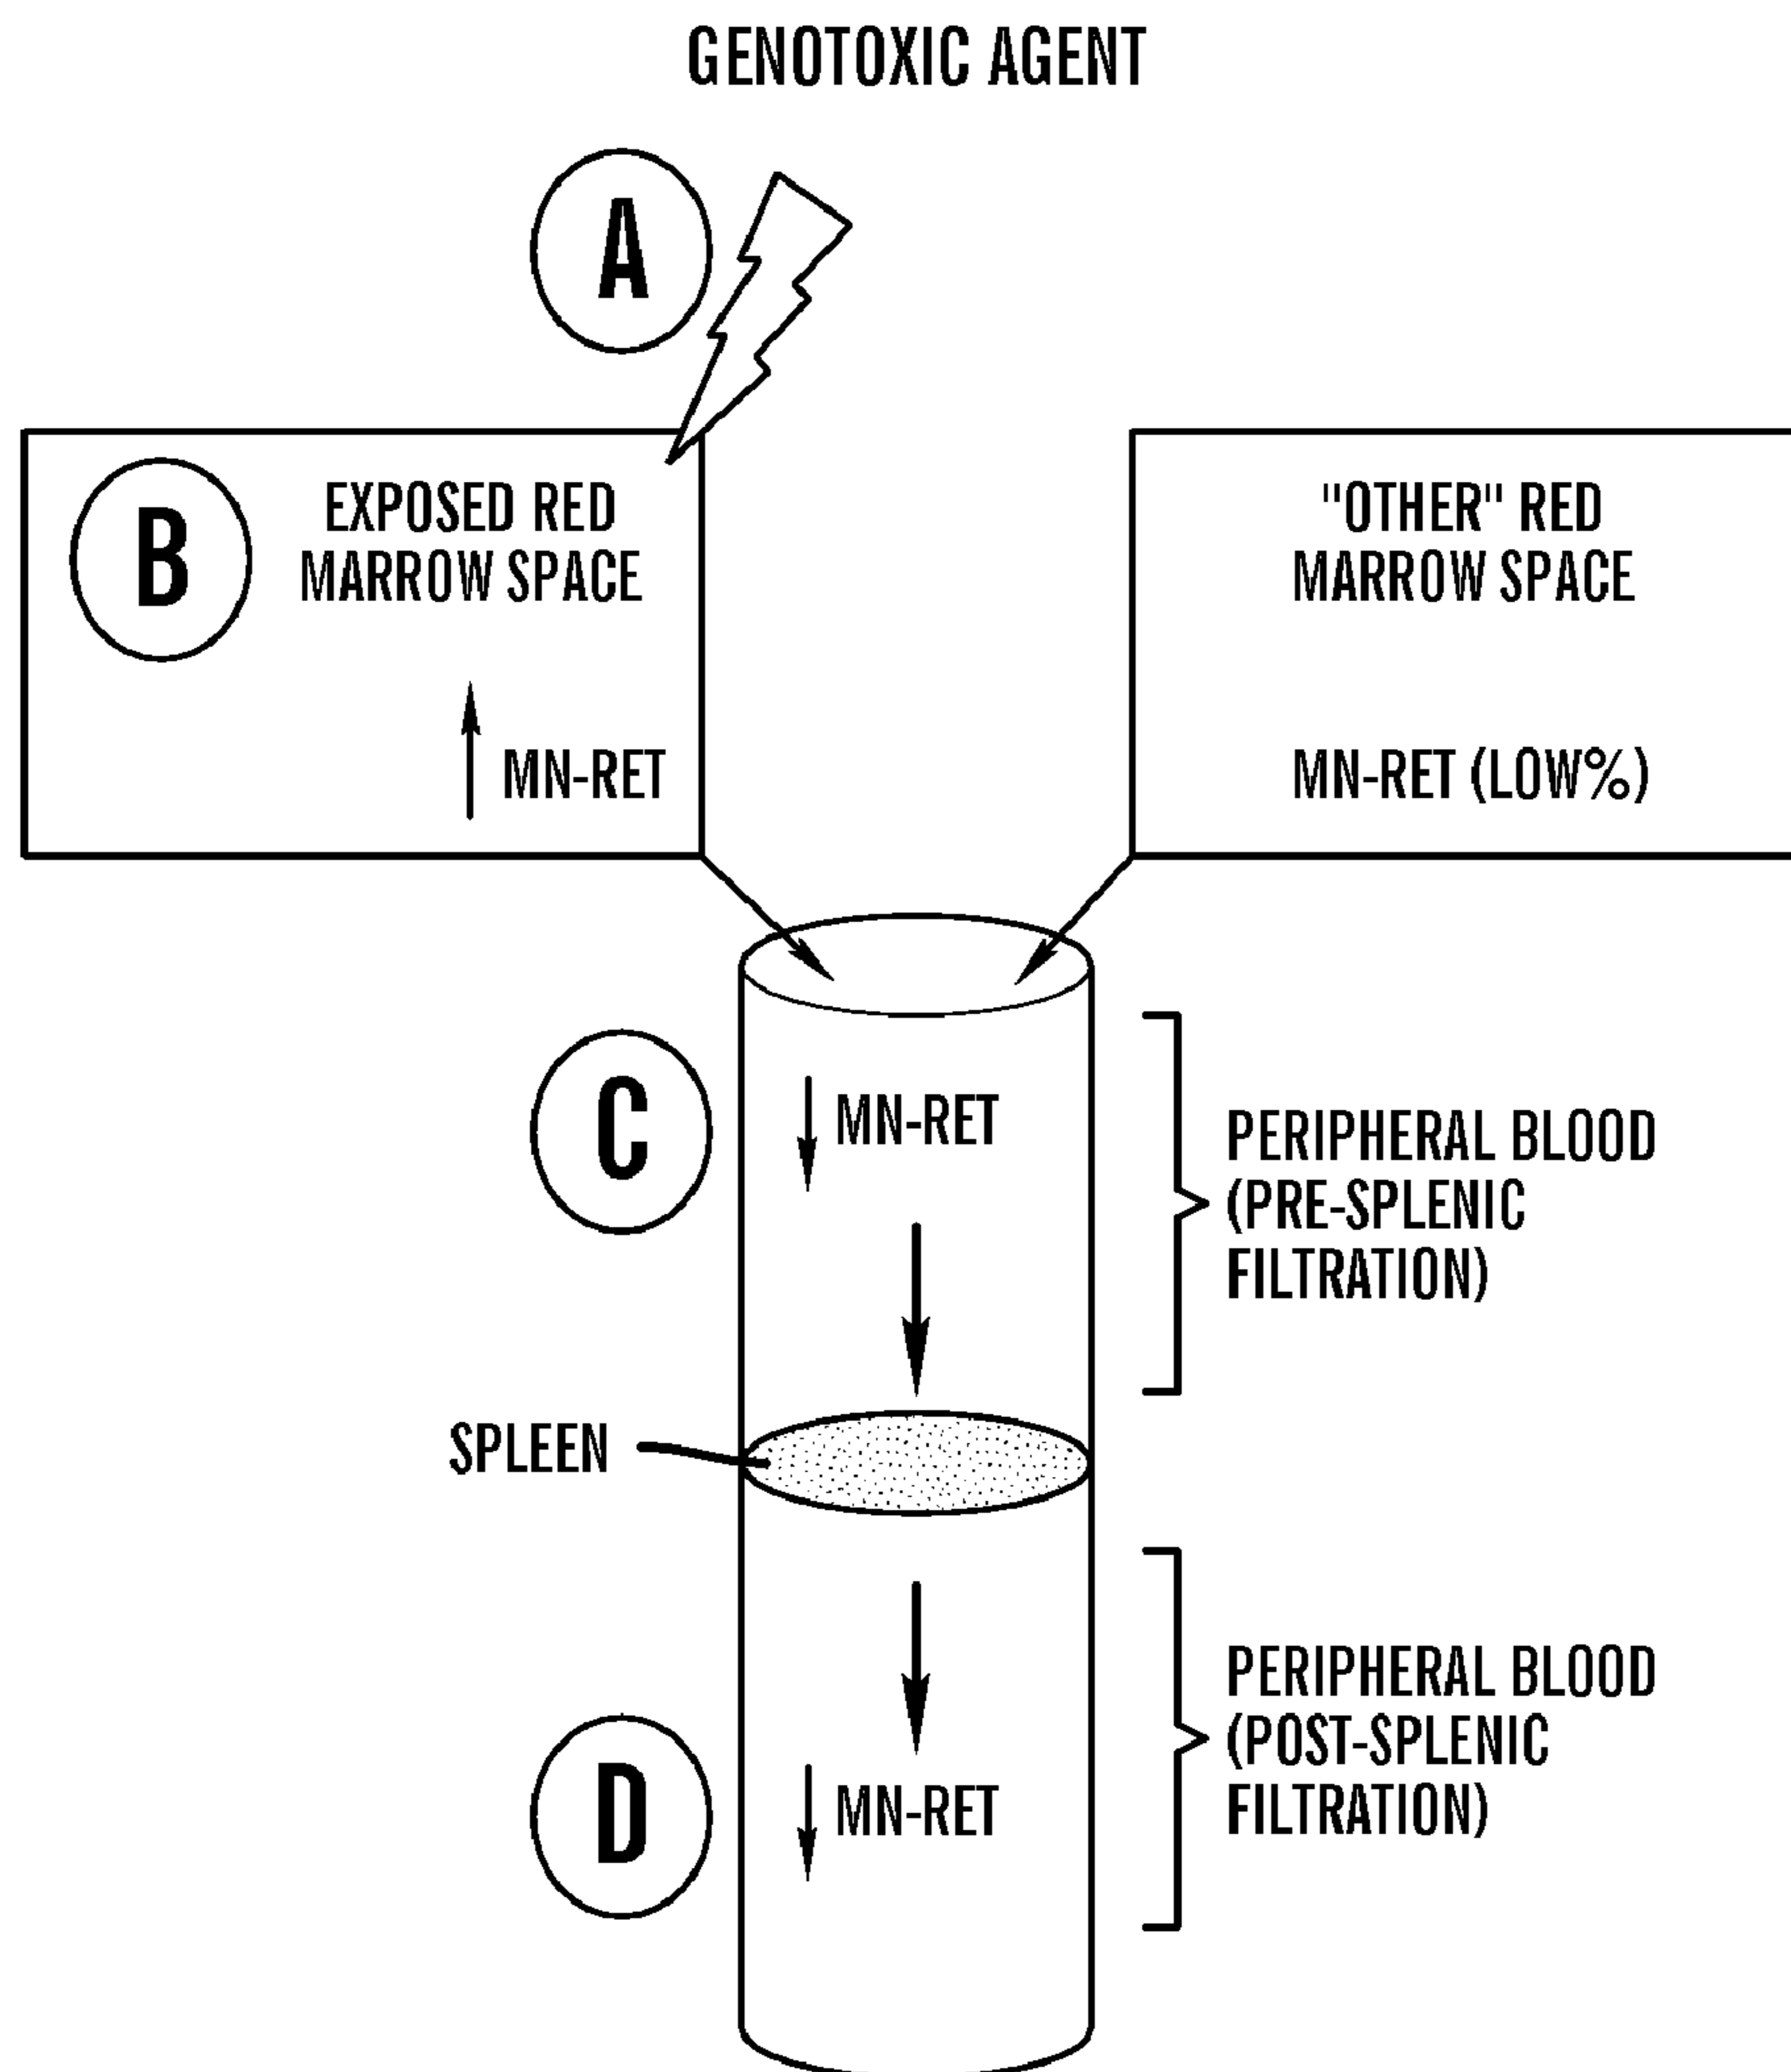 GENOTOXIC AGENT
A
B
EXPOSED RED
MARROW SPACE
MN-RET
"OTHER" RED
MARROW SPACE
MN-RET (LOW%)
C
MN-RET
PERIPHERAL BLOOD
(PRE-SPLENIC
FILTRATION)
SPLEEN
D
MN-RET
PERIPHERAL BLOOD
(POST-SPLENIC
FILTRATION)